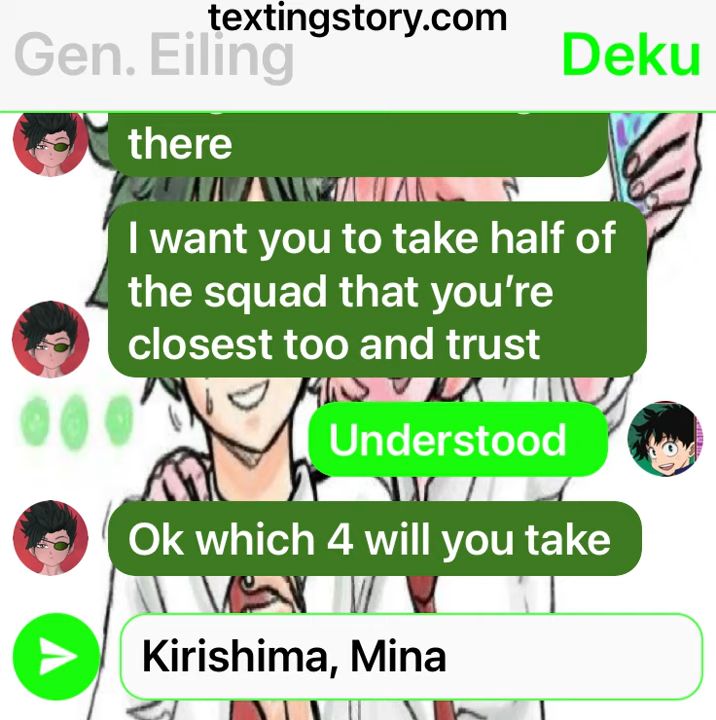 textingstory.com
Gen. Eiling
Deku
there
I want you to take half of
the squad that you’re
closest too and trust
Understood
Ok which 4 will you take
Kirishima, Mina